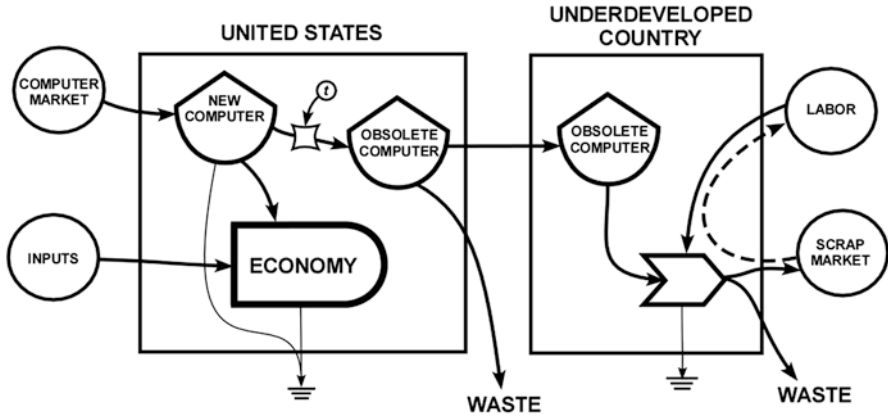 UNITED STATES
UNDERDEVELOPED
COUNTRY
COMPUTER
MARKET
NEW
COMPUTER
t
OBSOLETE
COMPUTER
OBSOLETE
COMPUTER
LABOR
INPUTS
ECONOMY
SCRAP
MARKET
WASTE
WASTE